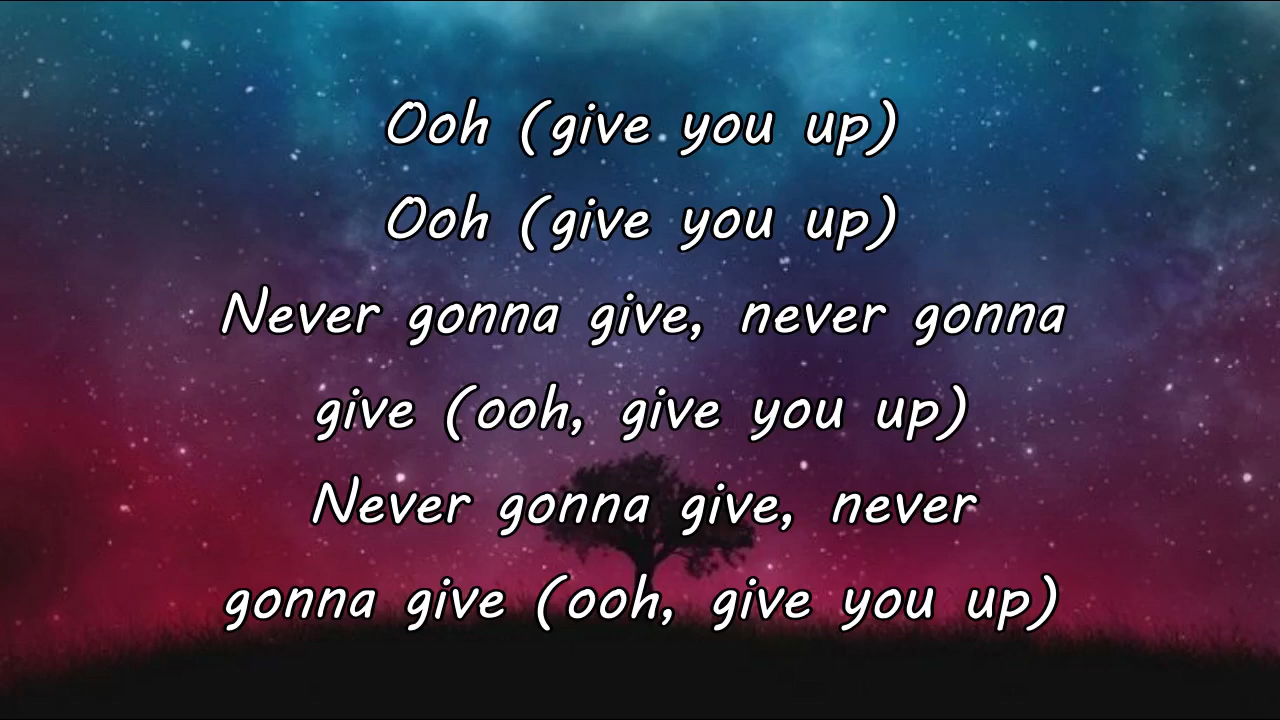 Ooh (give you up)
Ooh (give you up)
Never gonna give, never gonna
give (ooh, give you up)
Never gonna give, never
gonna give (ooh, give you up)